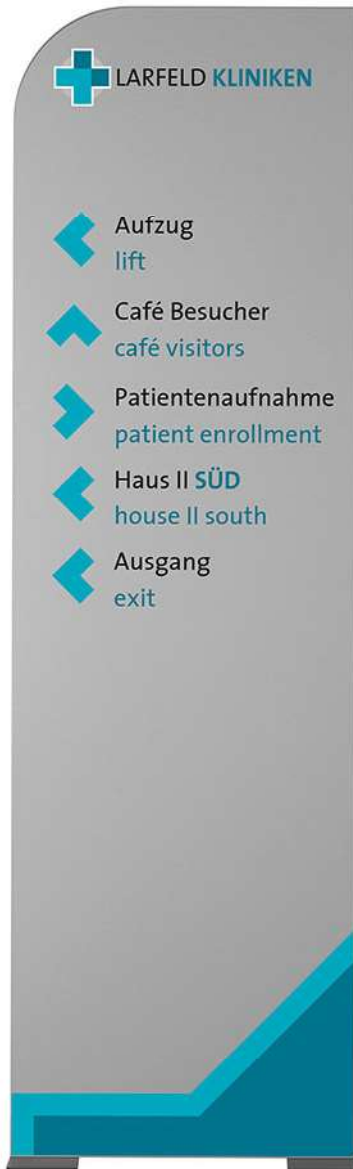 LARFELD KLINIKEN
Aufzug
lift
Café Besucher
café visitors
Patientenaufnahme
patient enrollment
Haus II SÜD
house II south
Ausgang
exit